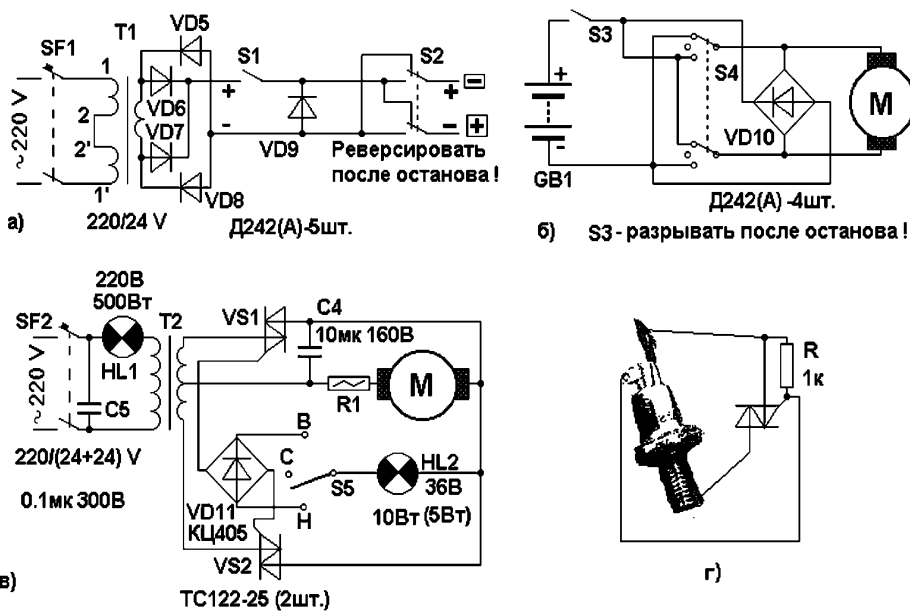 SF1
~220 V
1
2
2'
1'
T1
VD5
VD6
VD7
VD8
220/24 V
S1
+
-
VD9
S2
+
-
-
+
Реверсировать
после останова !
Д242(А)-5шт.
а)
S3
+
-
GB1
S4
VD10
M
Д242(А) -4шт.
б)
S3 - разрывать после останова !
220В
500Вт
SF2
~220 V
HL1
C5
T2
220/(24+24) V
0.1мк 300В
VS1
C4
10мк 160В
R1
M
В
С
Н
S5
HL2
36В
10Вт (5Вт)
VD11
КЦ405
VS2
ТС122-25 (2шт.)
в)
R
1к
г)